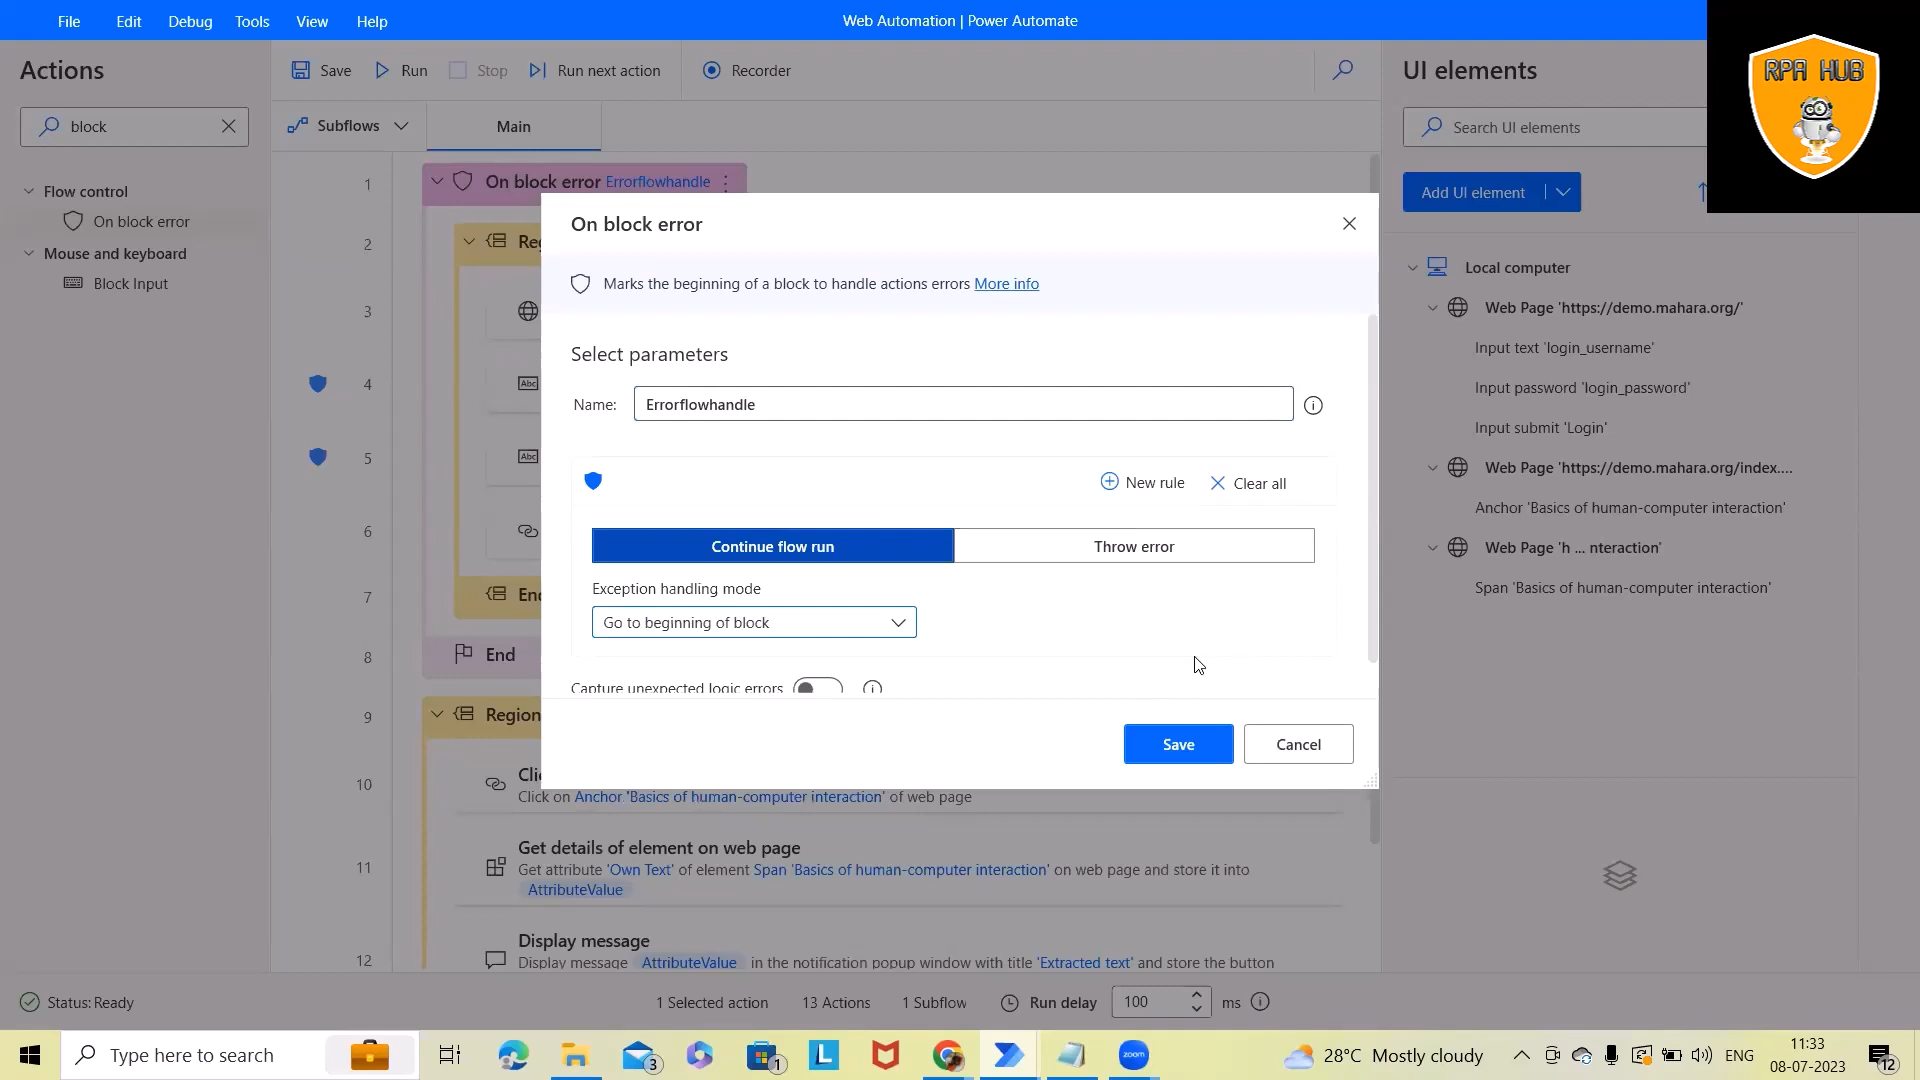 File Edit Debug Tools View Help
Web Automation | Power Automate
RPA HUB
Actions
block
Flow control
On block error
Mouse and keyboard
Block Input
Save Run Stop Run next action Recorder
Subflows Main
1 On block error Errorflowhandle
2
3
4
5
6
7
8 End
9 Region
10
Click on Anchor 'Basics of human-computer interaction' of web page
11 Get details of element on web page
Get attribute 'Own Text' of element Span 'Basics of human-computer interaction' on web page and store it into
AttributeValue
12 Display message
Display message AttributeValue in the notification popup window with title 'Extracted text' and store the button
On block error
Marks the beginning of a block to handle actions errors More info
Select parameters
Name: Errorflowhandle
New rule Clear all
Continue flow run Throw error
Exception handling mode
Go to beginning of block
Capture unexpected logic errors
Save Cancel
UI elements
Search UI elements
Add UI element
Local computer
Web Page 'https://demo.mahara.org/'
Input text 'login_username'
Input password 'login_password'
Input submit 'Login'
Web Page 'https://demo.mahara.org/index....
Anchor 'Basics of human-computer interaction'
Web Page 'h ... nteraction'
Span 'Basics of human-computer interaction'
Status: Ready 1 Selected action 13 Actions 1 Subflow Run delay 100 ms
Type here to search
3
1
L
zoom
28°C Mostly cloudy
ENG
11:33
08-07-2023
12